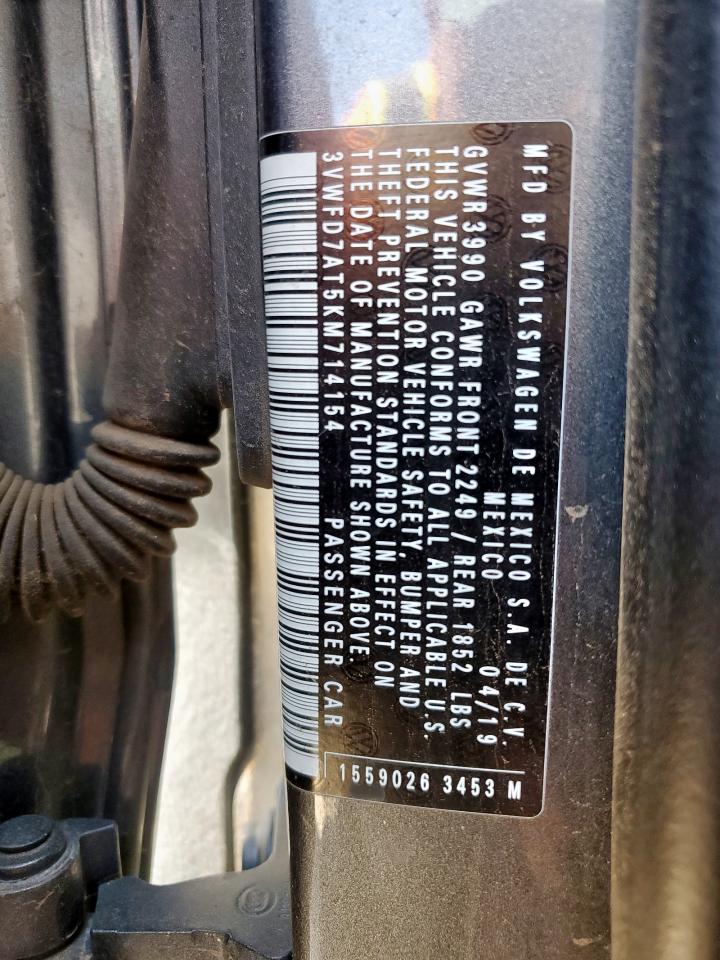 MFD BY VOLKSWAGEN DE MEXICO S.A. DE C.V.
MEXICO 04/19
GVWR 3990 GAWR FRONT 2249 / REAR 1852 LBS
THIS VEHICLE CONFORMS TO ALL APPLICABLE U.S.
FEDERAL MOTOR VEHICLE SAFETY, BUMPER AND
THEFT PREVENTION STANDARDS IN EFFECT ON
THE DATE OF MANUFACTURE SHOWN ABOVE
3VWFD7AT5KM714154 PASSENGER CAR
1559026 3453 M